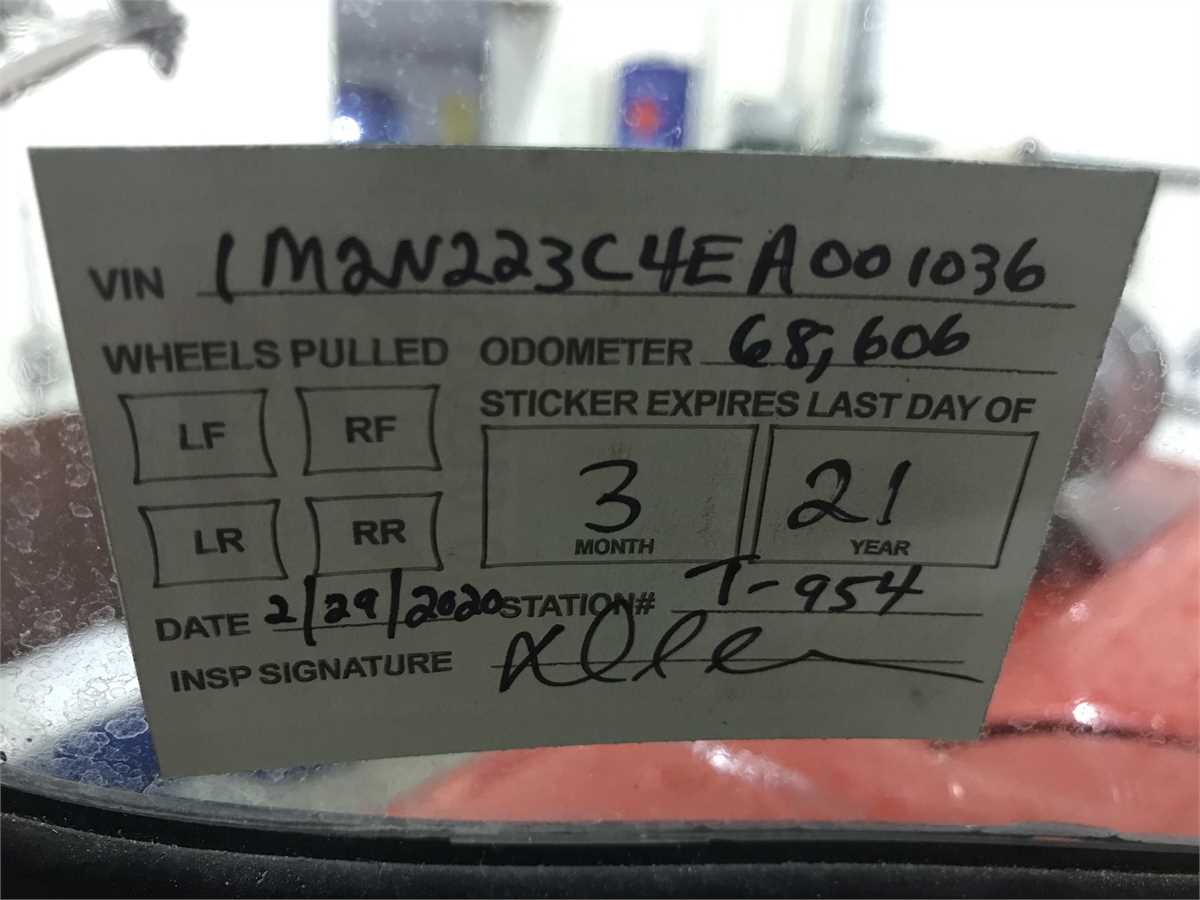 VIN 1M2N223C4EA001036
WHEELS PULLED ODOMETER 68,606
STICKER EXPIRES LAST DAY OF
LF RF
3 21
LR RR
MONTH YEAR
DATE 2/29/2020 STATION# T-954
INSP SIGNATURE